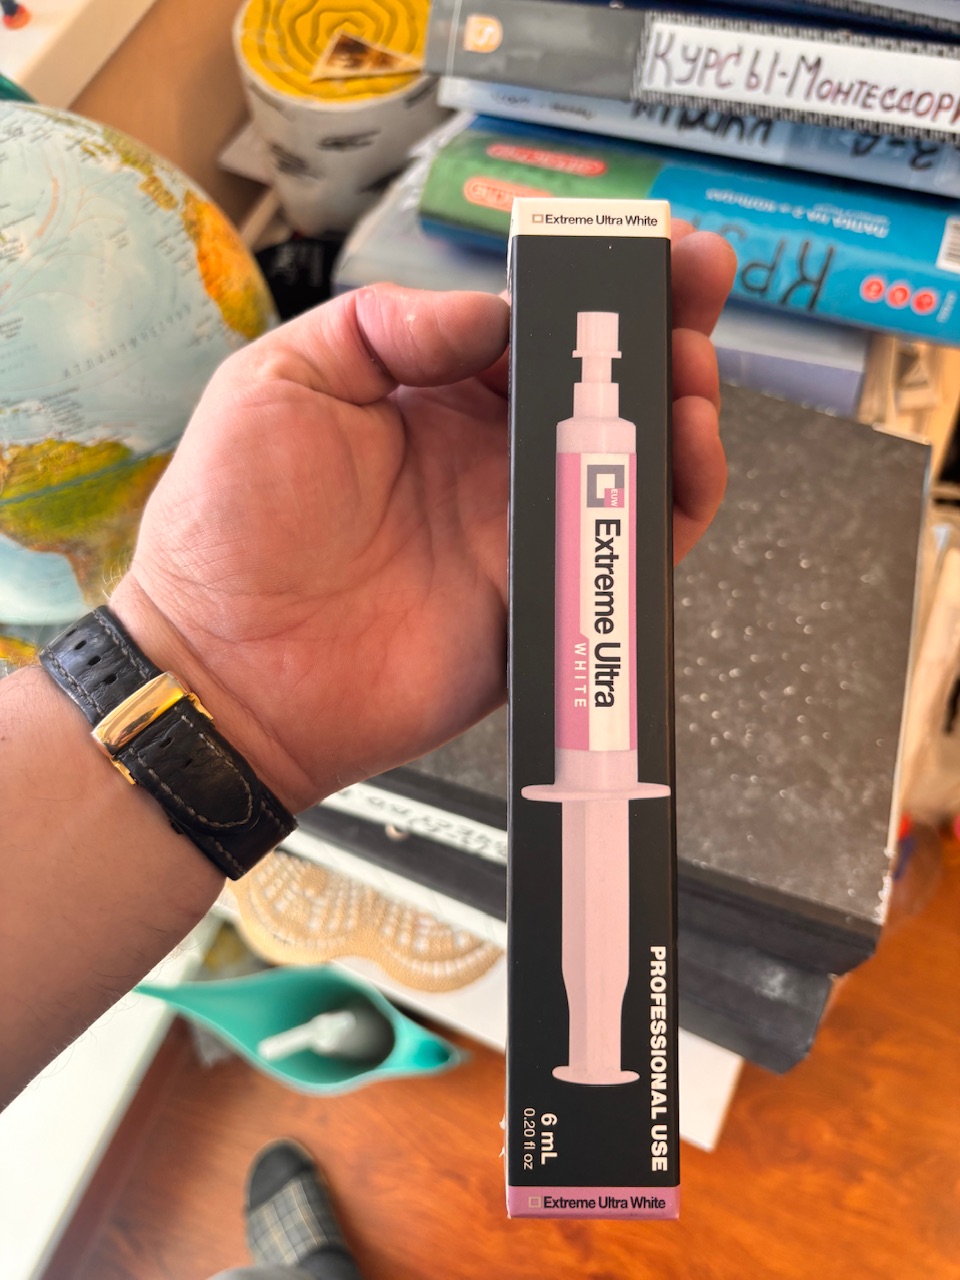 КУРСЫ-МОНТЕССОРИ
Extreme Ultra White
EUW
Extreme Ultra
WHITE
PROFESSIONAL USE
6 mL
0.20 fl oz
Extreme Ultra White